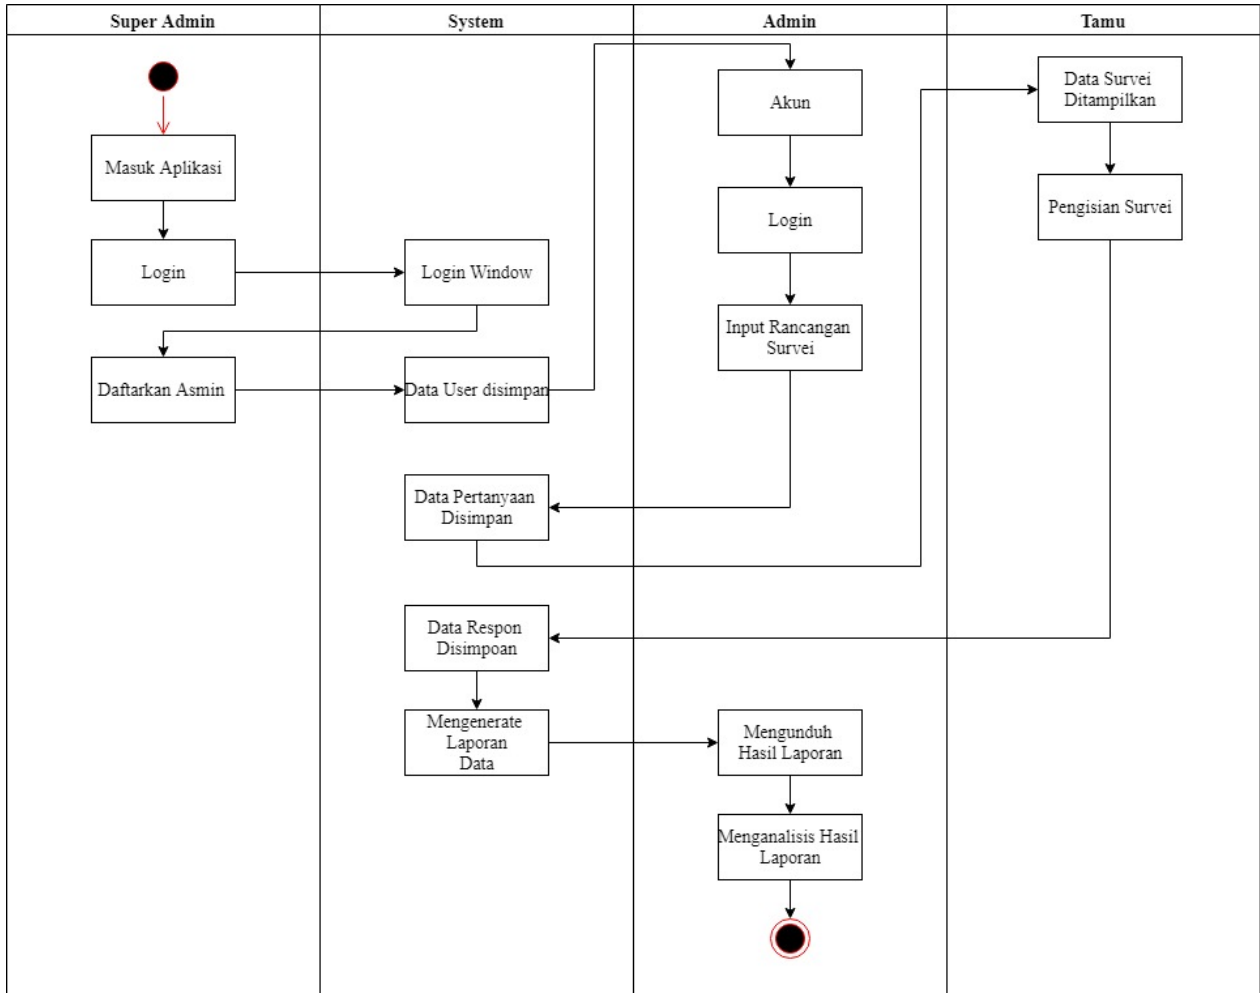 Super Admin
System
Admin
Tamu
Masuk Aplikasi
Login
Login Window
Daftarkan Asmin
Data User disimpan
Akun
Login
Input Rancangan
Survei
Data Pertanyaan
Disimpan
Data Survei
Ditampilkan
Pengisian Survei
Data Respon
Disimpoan
Mengenerate
Laporan
Data
Mengunduh
Hasil Laporan
Menganalisis Hasil
Laporan